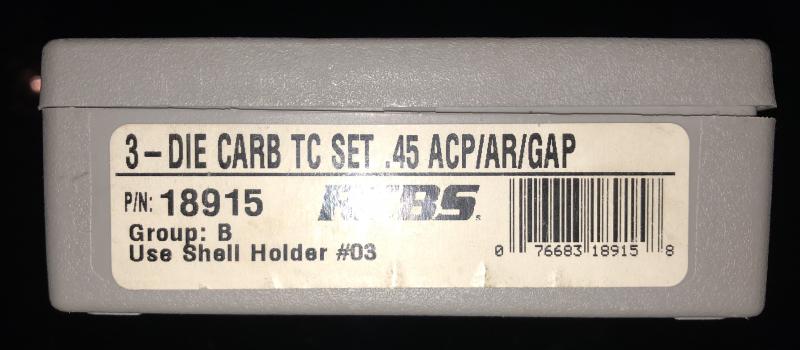 3-DIE CARB TC SET .45 ACP/AR/GAP
P/N: 18915
RCBS.
Group: B
Use Shell Holder #03
0 76683 18915 8